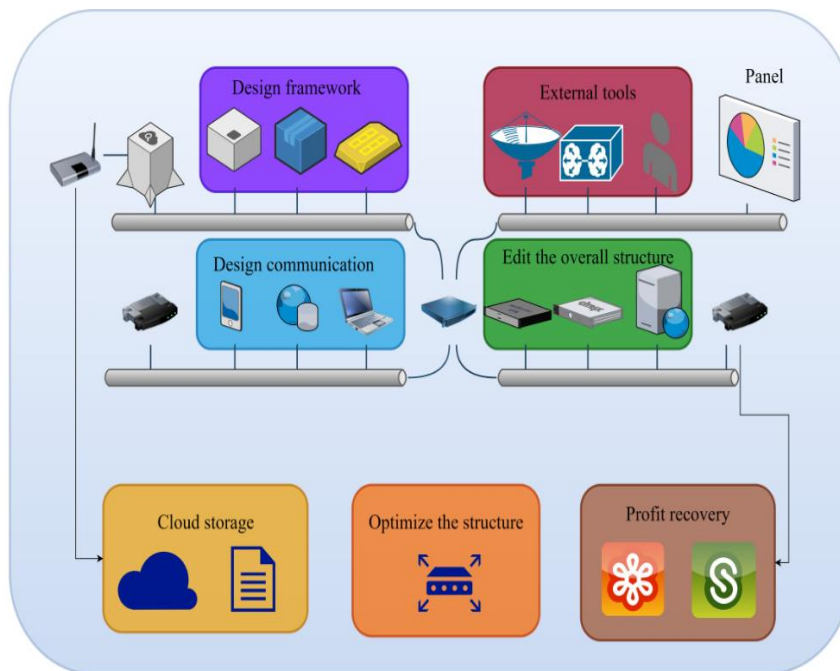 Design framework
External tools
Panel
Design communication
Edit the overall structure
Cloud storage
Optimize the structure
Profit recovery